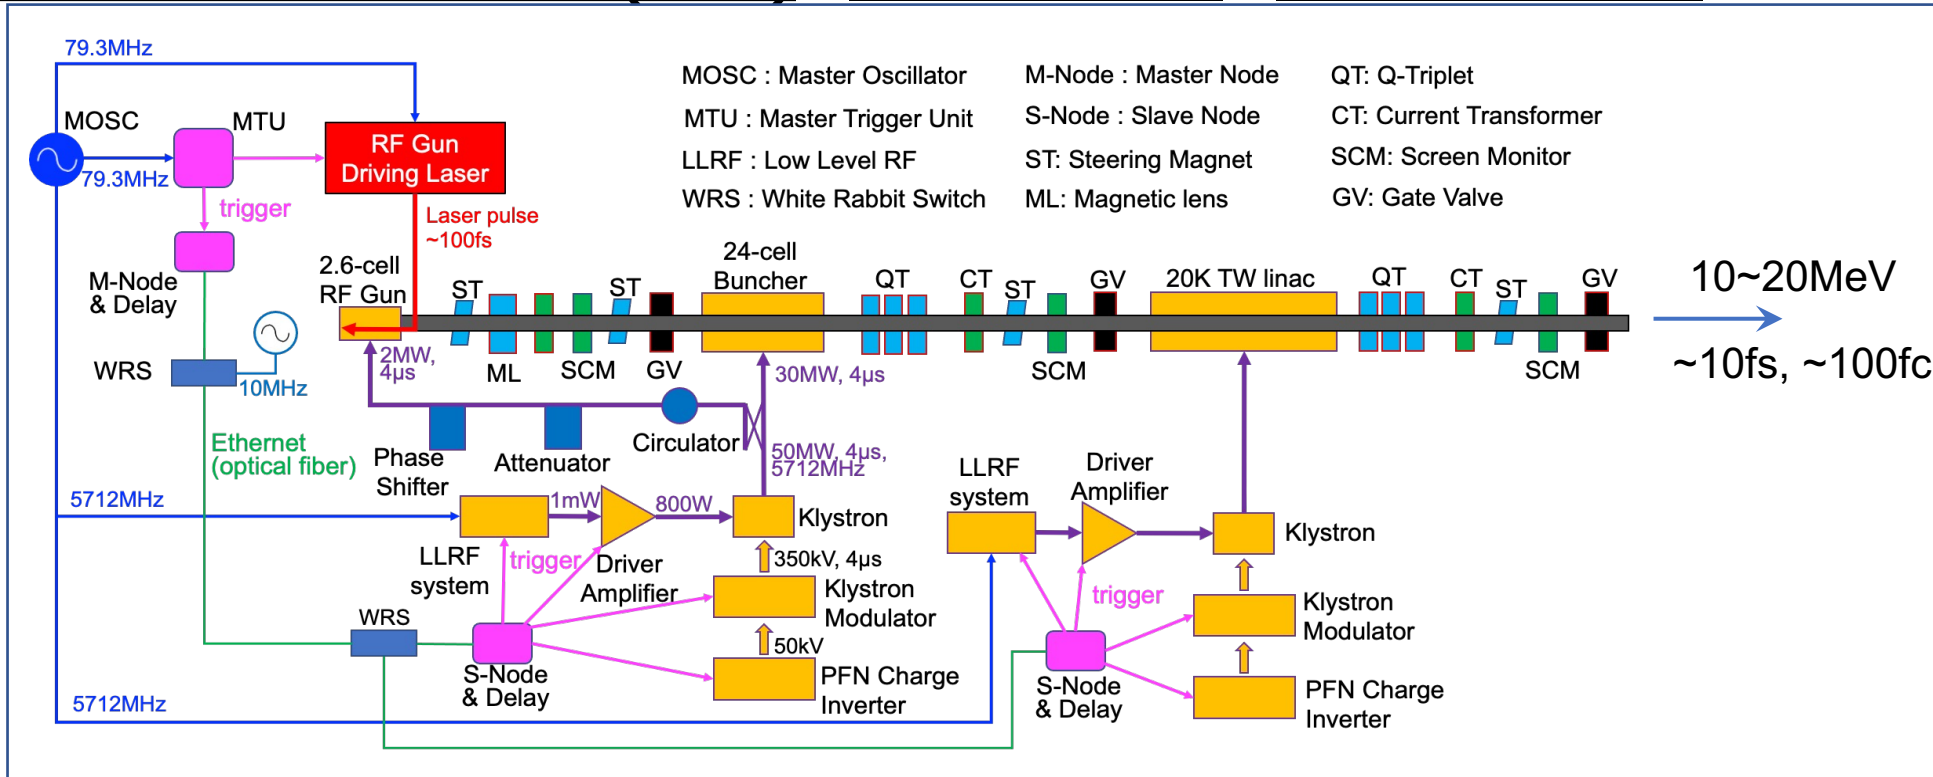 79.3MHz
MOSC
MTU
79.3MHz
RF Gun
Driving Laser
trigger
Laser pulse
~100fs
MOSC : Master Oscillator
MTU : Master Trigger Unit
LLRF : Low Level RF
WRS : White Rabbit Switch
M-Node : Master Node
S-Node : Slave Node
ST: Steering Magnet
ML: Magnetic lens
QT: Q-Triplet
CT: Current Transformer
SCM: Screen Monitor
GV: Gate Valve
M-Node
& Delay
2.6-cell
RF Gun
ST
ML
SCM
ST
GV
24-cell
Buncher
QT
CT
ST
SCM
GV
20K TW linac
QT
CT
ST
SCM
GV
10~20MeV
~10fs, ~100fc
WRS
10MHz
2MW,
4µs
30MW, 4µs
Ethernet
(optical fiber)
Phase
Shifter
Attenuator
Circulator
50MW, 4µs,
5712MHz
5712MHz
1mW
800W
Klystron
LLRF
system
trigger
Driver
Amplifier
350kV, 4µs
Klystron
Modulator
50kV
PFN Charge
Inverter
WRS
S-Node
& Delay
5712MHz
LLRF
system
Driver
Amplifier
Klystron
trigger
Klystron
Modulator
S-Node
& Delay
PFN Charge
Inverter